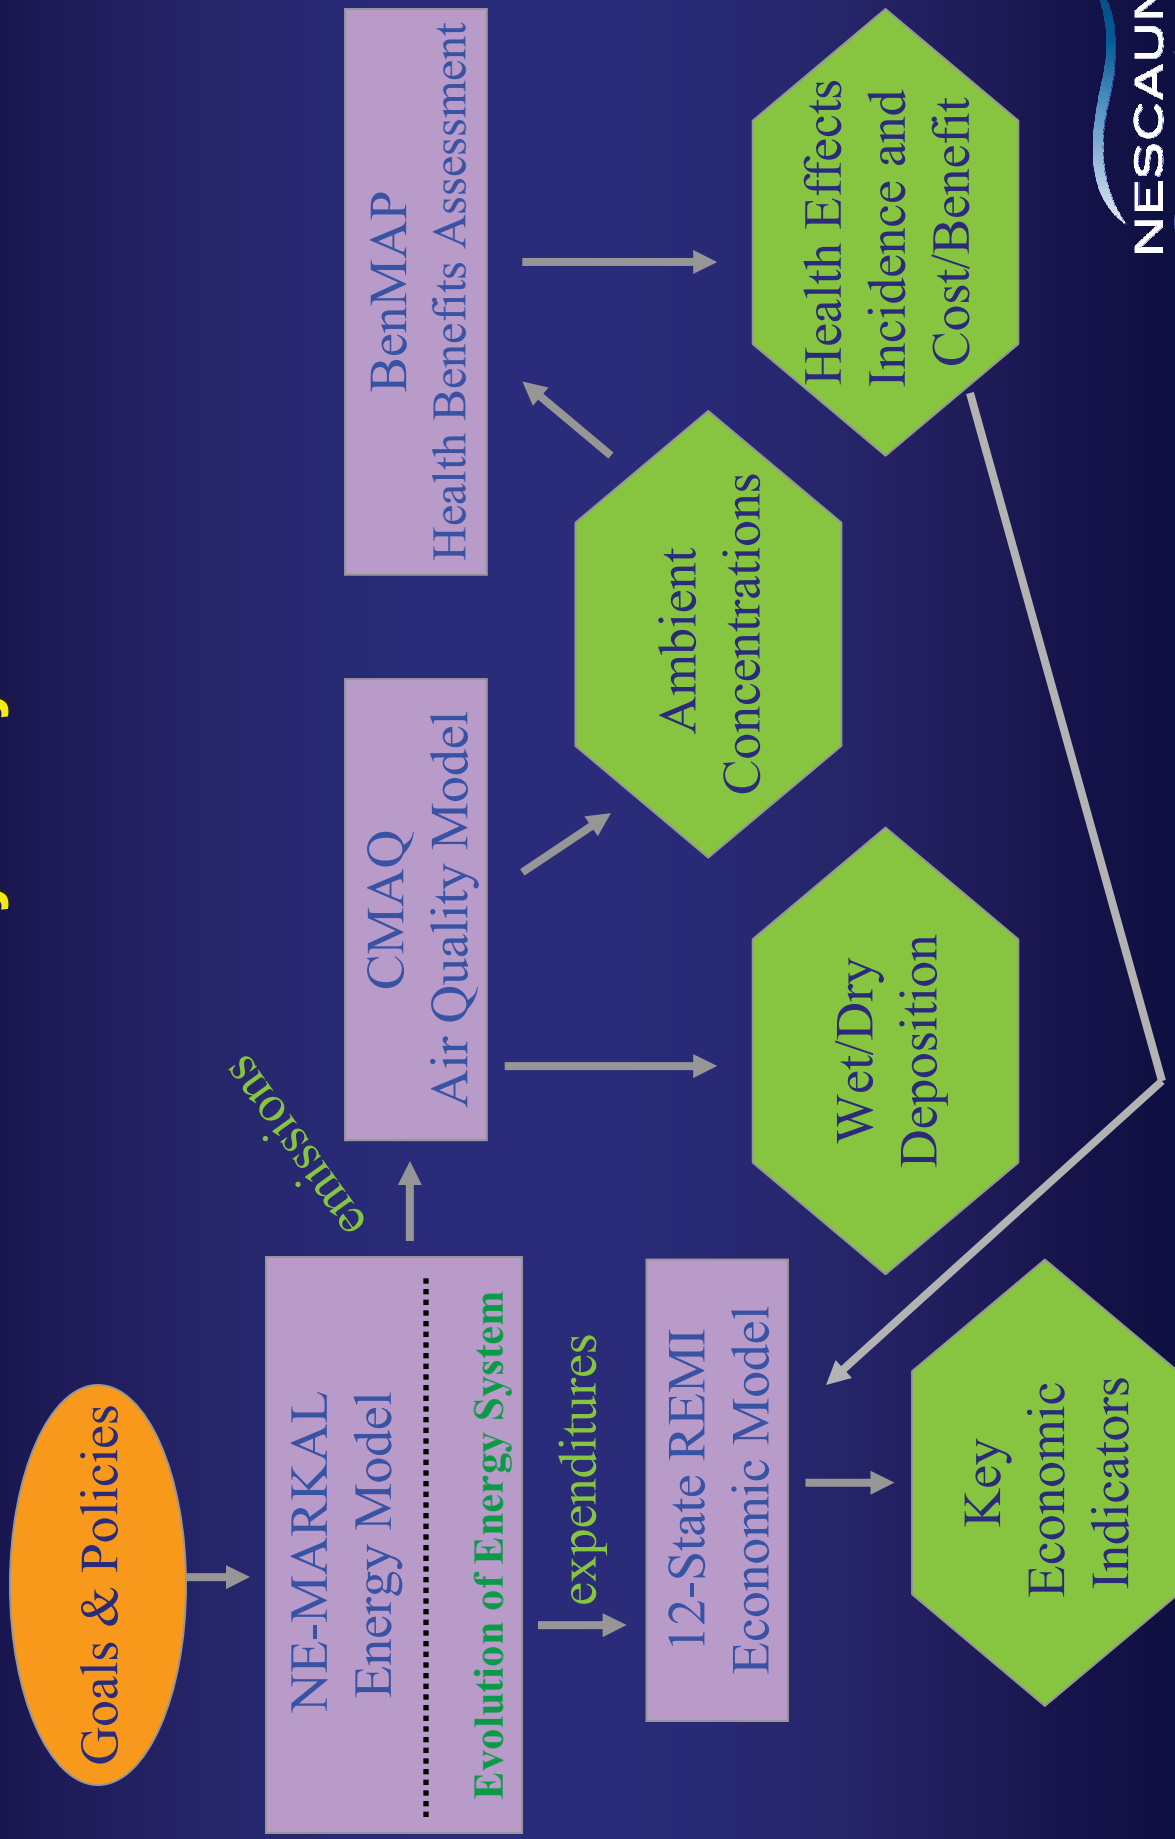 Goals & Policies
NE-MARKAL
Energy Model
Evolution of Energy System
emissions
CMAQ
Air Quality Model
BenMAP
Health Benefits Assessment
expenditures
12-State REMI
Economic Model
Ambient
Concentrations
Wet/Dry
Deposition
Health Effects
Incidence and
Cost/Benefit
Key
Economic
Indicators